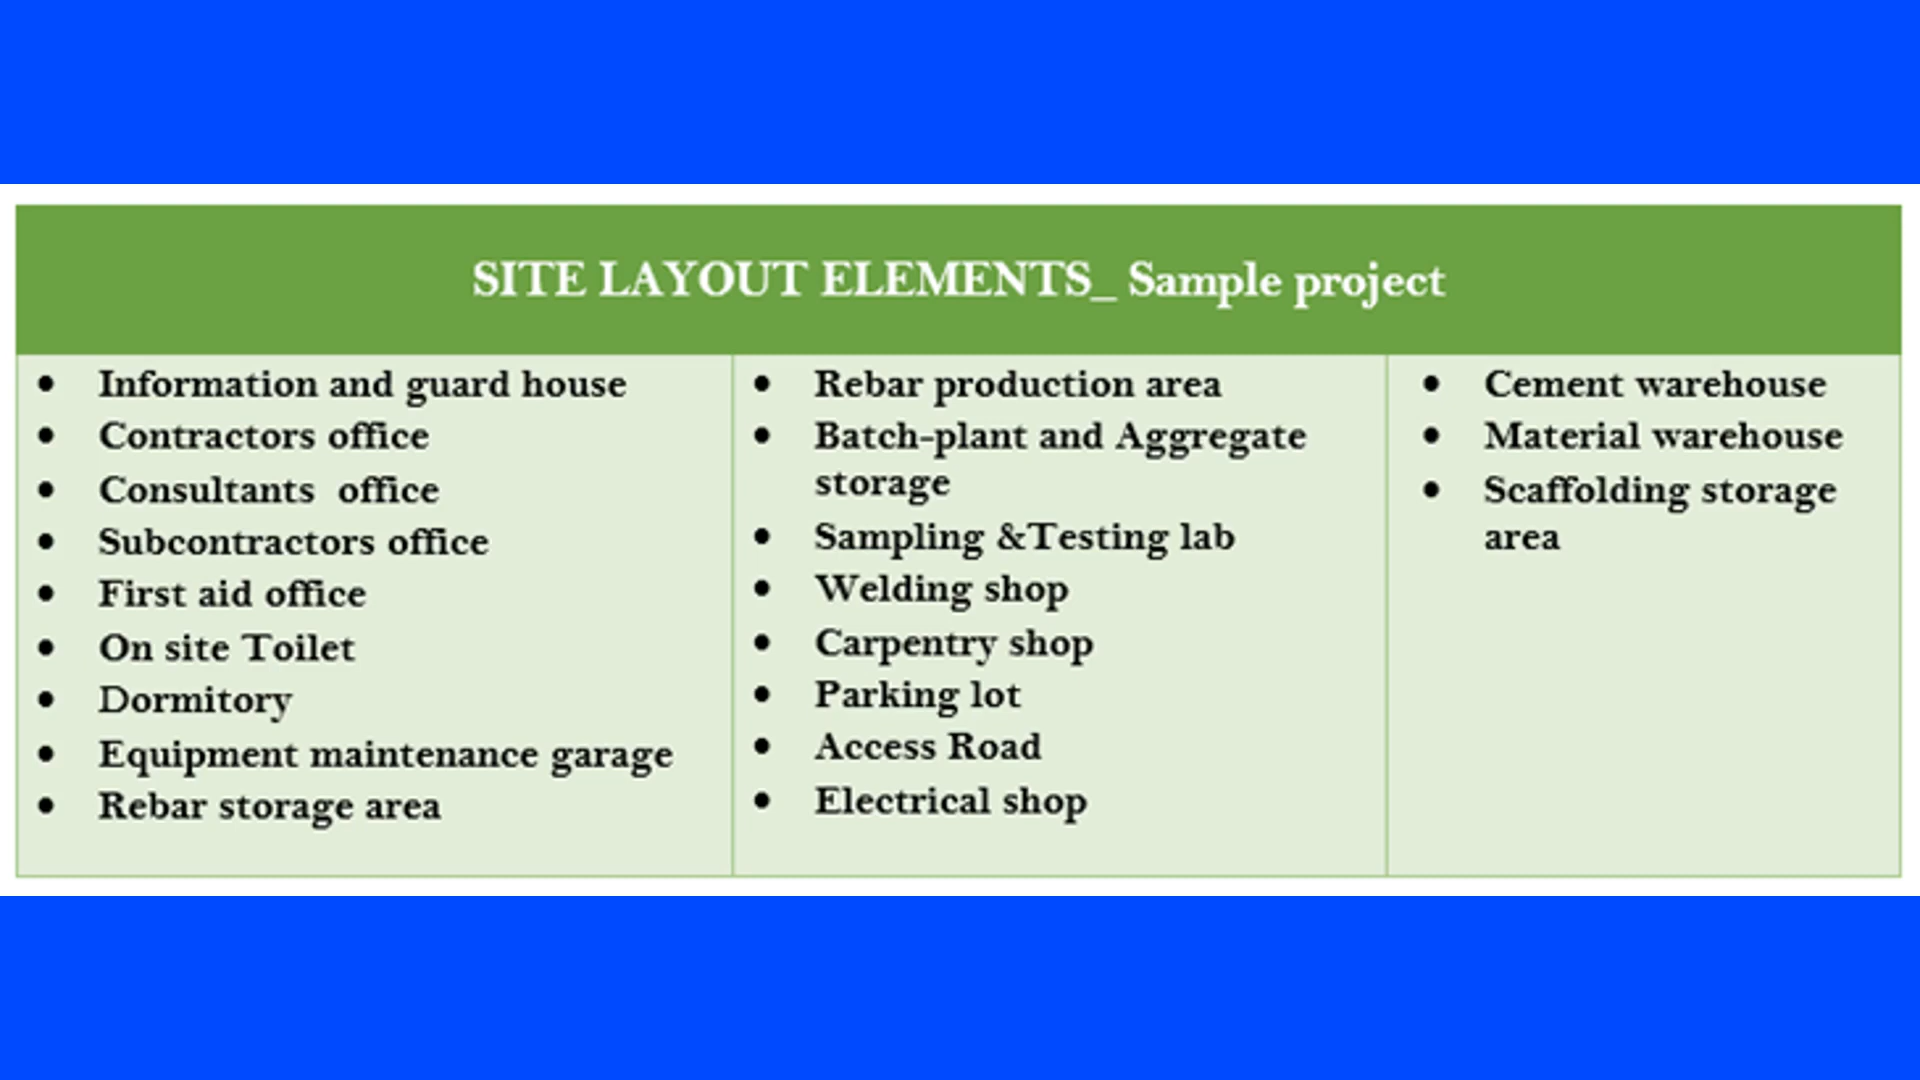 SITE LAYOUT ELEMENTS_ Sample project
• Information and guard house
• Contractors office
• Consultants  office
• Subcontractors office
• First aid office
• On site Toilet
• Dormitory
• Equipment maintenance garage
• Rebar storage area
• Rebar production area
• Batch-plant and Aggregate
storage
• Sampling &Testing lab
• Welding shop
• Carpentry shop
• Parking lot
• Access Road
• Electrical shop
• Cement warehouse
• Material warehouse
• Scaffolding storage
area